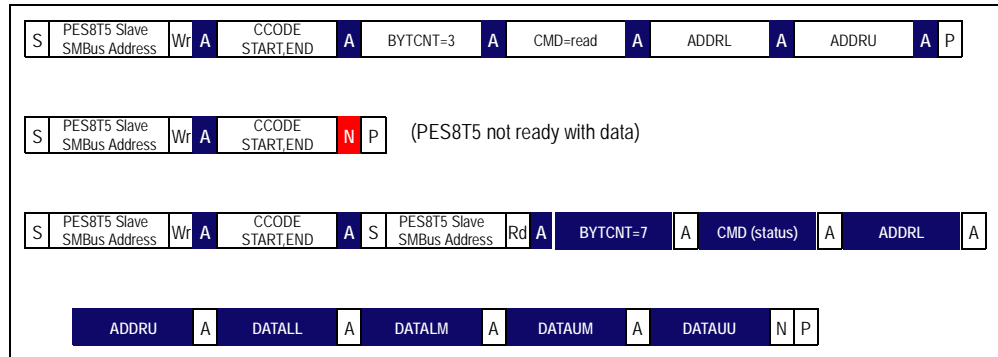 S PES8T5 Slave SMBus Address Wr A CCODE START,END A BYTCNT=3 A CMD=read A ADDRL A ADDRU A P
S PES8T5 Slave SMBus Address Wr A CCODE START,END N P (PES8T5 not ready with data)
S PES8T5 Slave SMBus Address Wr A CCODE START,END A S PES8T5 Slave SMBus Address Rd A BYTCNT=7 A CMD (status) A ADDRL A
ADDRU A DATALL A DATALM A DATAUM A DATAUU N P